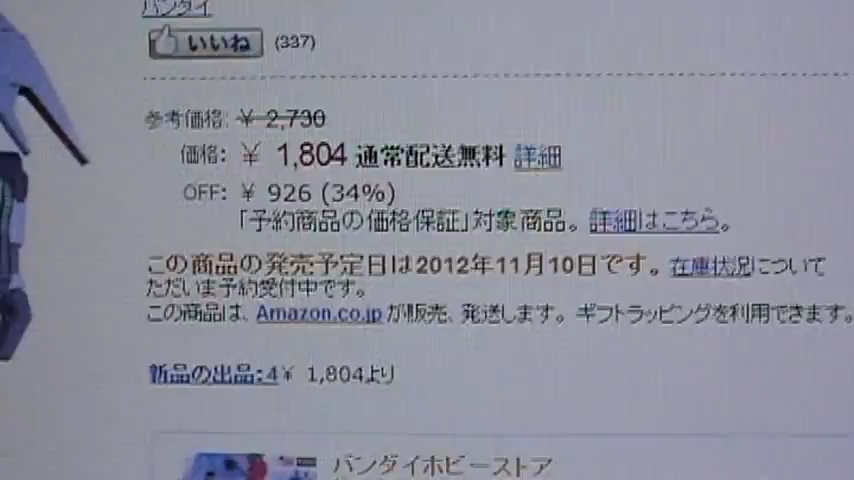 バンダイ
いいね (337)
参考価格: ¥ 2,730
価格: ¥ 1,804 通常配送無料 詳細
OFF: ¥ 926 (34%)
「予約商品の価格保証」対象商品。 詳細はこちら。
この商品の発売予定日は2012年11月10日です。 在庫状況について
ただいま予約受付中です。
この商品は、Amazon.co.jp が販売、発送します。 ギフトラッピングを利用できます。
新品の出品:4¥ 1,804より
バンダイホビーストア